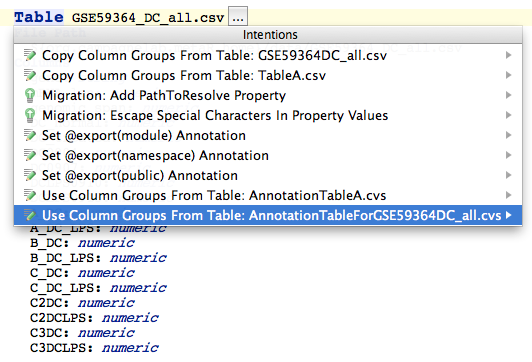 Table GSE59364_DC_all.csv ...
Intentions
Copy Column Groups From Table: GSE59364DC_all.csv
Copy Column Groups From Table: TableA.csv
Migration: Add PathToResolve Property
Migration: Escape Special Characters In Property Values
Set @export(module) Annotation
Set @export(namespace) Annotation
Set @export(public) Annotation
Use Column Groups From Table: AnnotationTableA.cvs
Use Column Groups From Table: AnnotationTableForGSE59364DC_all.cvs
A_DC_LPS: numeric
B_DC: numeric
B_DC_LPS: numeric
C_DC: numeric
C_DC_LPS: numeric
C2DC: numeric
C2DCLPS: numeric
C3DC: numeric
C3DCLPS: numeric